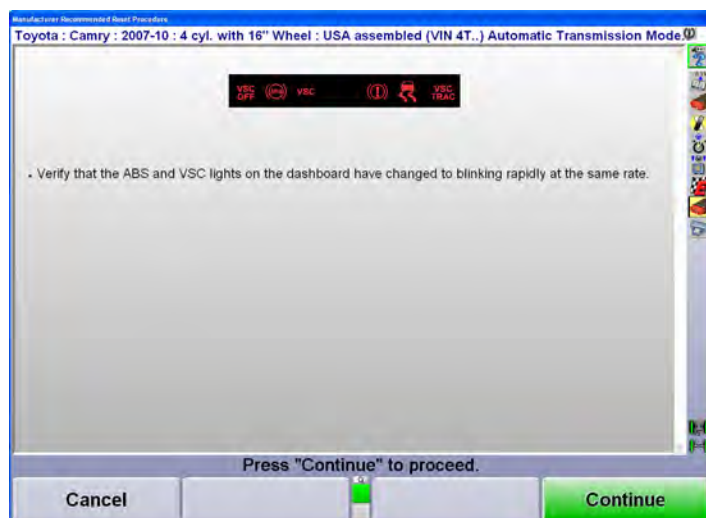 Manufacturer Recommended Reset Procedure
Toyota : Camry : 2007-10 : 4 cyl. with 16" Wheel : USA assembled (VIN 4T..) Automatic Transmission Mode
VSC OFF VSC VSC TRAC
. Verify that the ABS and VSC lights on the dashboard have changed to blinking rapidly at the same rate.
Press "Continue" to proceed.
Cancel Continue